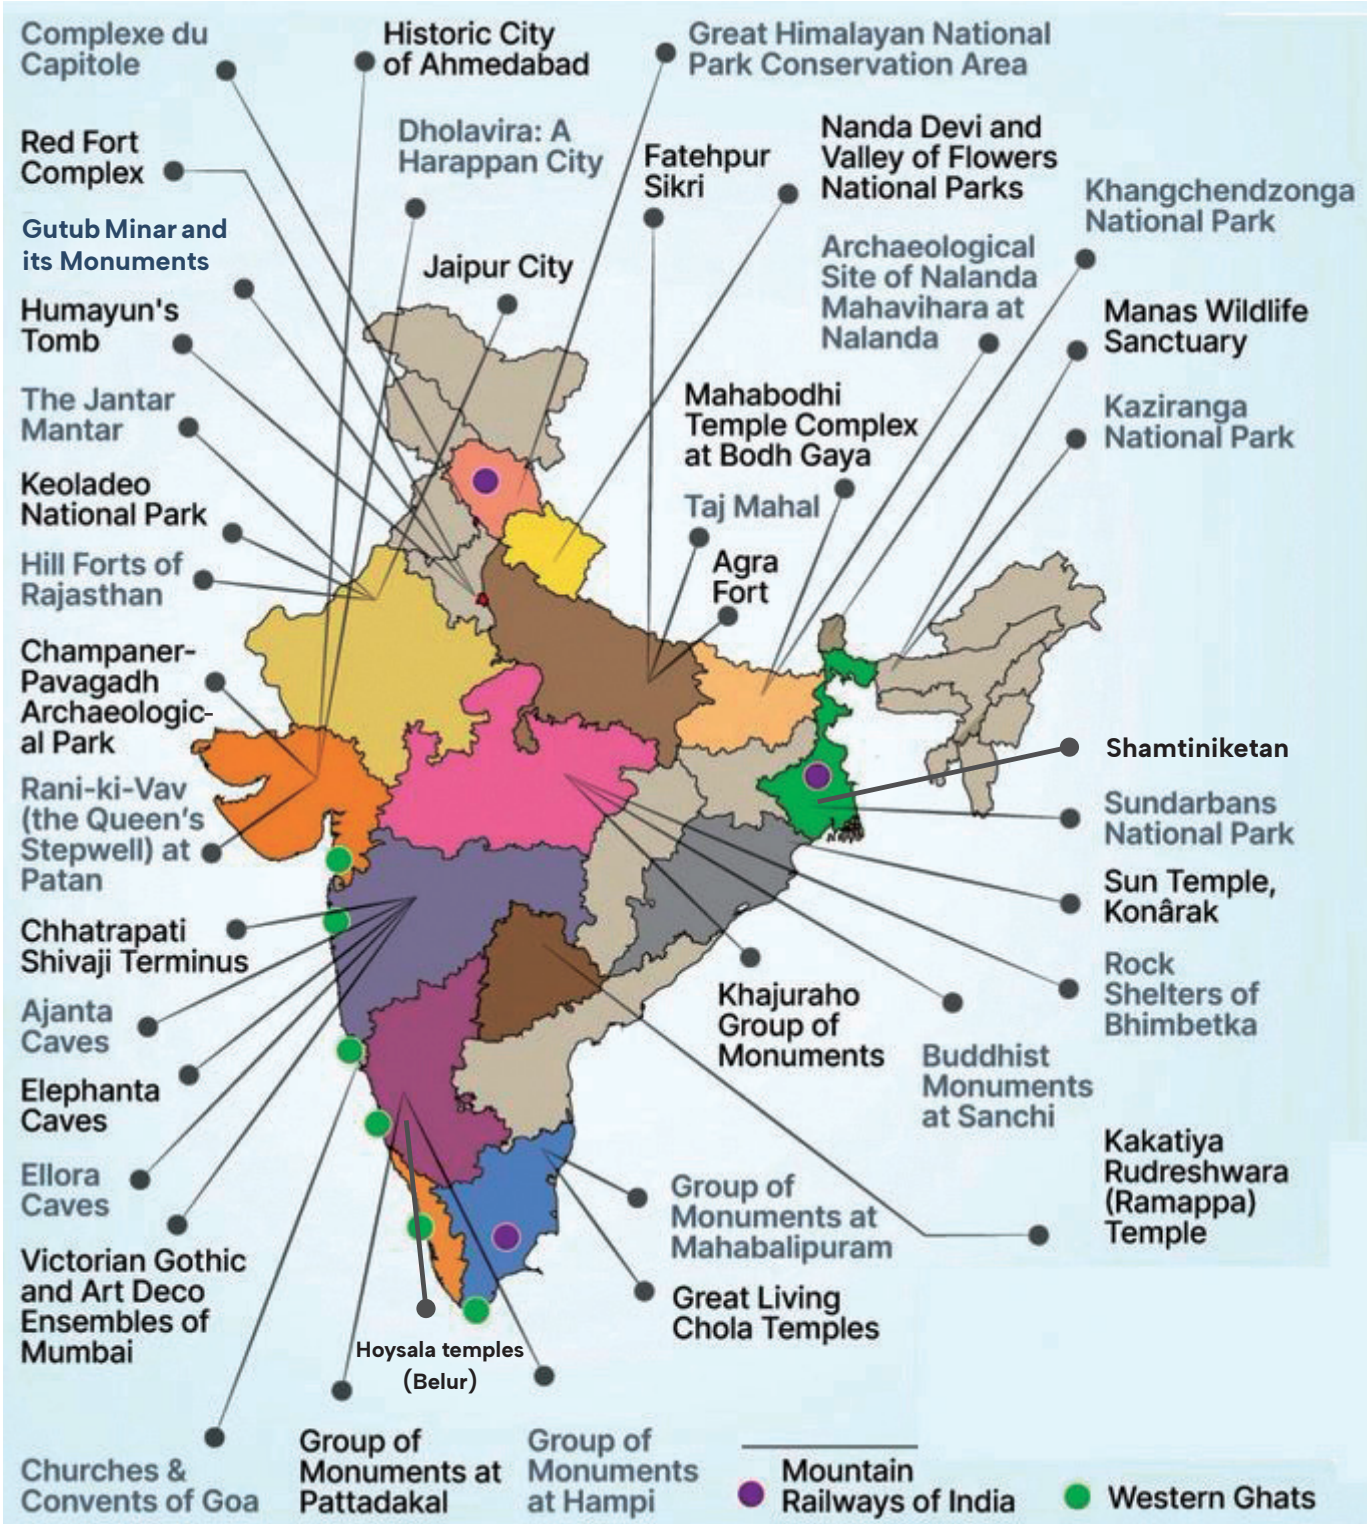 Complexe du
Capitole
Historic City
of Ahmedabad
Great Himalayan National
Park Conservation Area
Red Fort
Complex
Dholavira: A
Harappan City
Fatehpur
Sikri
Nanda Devi and
Valley of Flowers
National Parks
Khangchendzonga
National Park
Gutub Minar and
its Monuments
Jaipur City
Archaeological
Site of Nalanda
Mahavihara at
Nalanda
Humayun's
Tomb
Manas Wildlife
Sanctuary
The Jantar
Mantar
Mahabodhi
Temple Complex
at Bodh Gaya
Kaziranga
National Park
Keoladeo
National Park
Taj Mahal
Hill Forts of
Rajasthan
Agra
Fort
Champaner-
Pavagadh
Archaeologic-
al Park
Shamtiniketan
Rani-ki-Vav
(the Queen's
Stepwell) at
Patan
Sundarbans
National Park
Sun Temple,
Konârak
Chhatrapati
Shivaji Terminus
Rock
Shelters of
Bhimbetka
Khajuraho
Group of
Monuments
Ajanta
Caves
Buddhist
Monuments
at Sanchi
Elephanta
Caves
Kakatiya
Rudreshwara
(Ramappa)
Temple
Ellora
Caves
Group of
Monuments at
Mahabalipuram
Victorian Gothic
and Art Deco
Ensembles of
Mumbai
Great Living
Chola Temples
Hoysala temples
(Belur)
Churches &
Convents of Goa
Group of
Monuments at
Pattadakal
Group of
Monuments
at Hampi
Mountain
Railways of India
Western Ghats